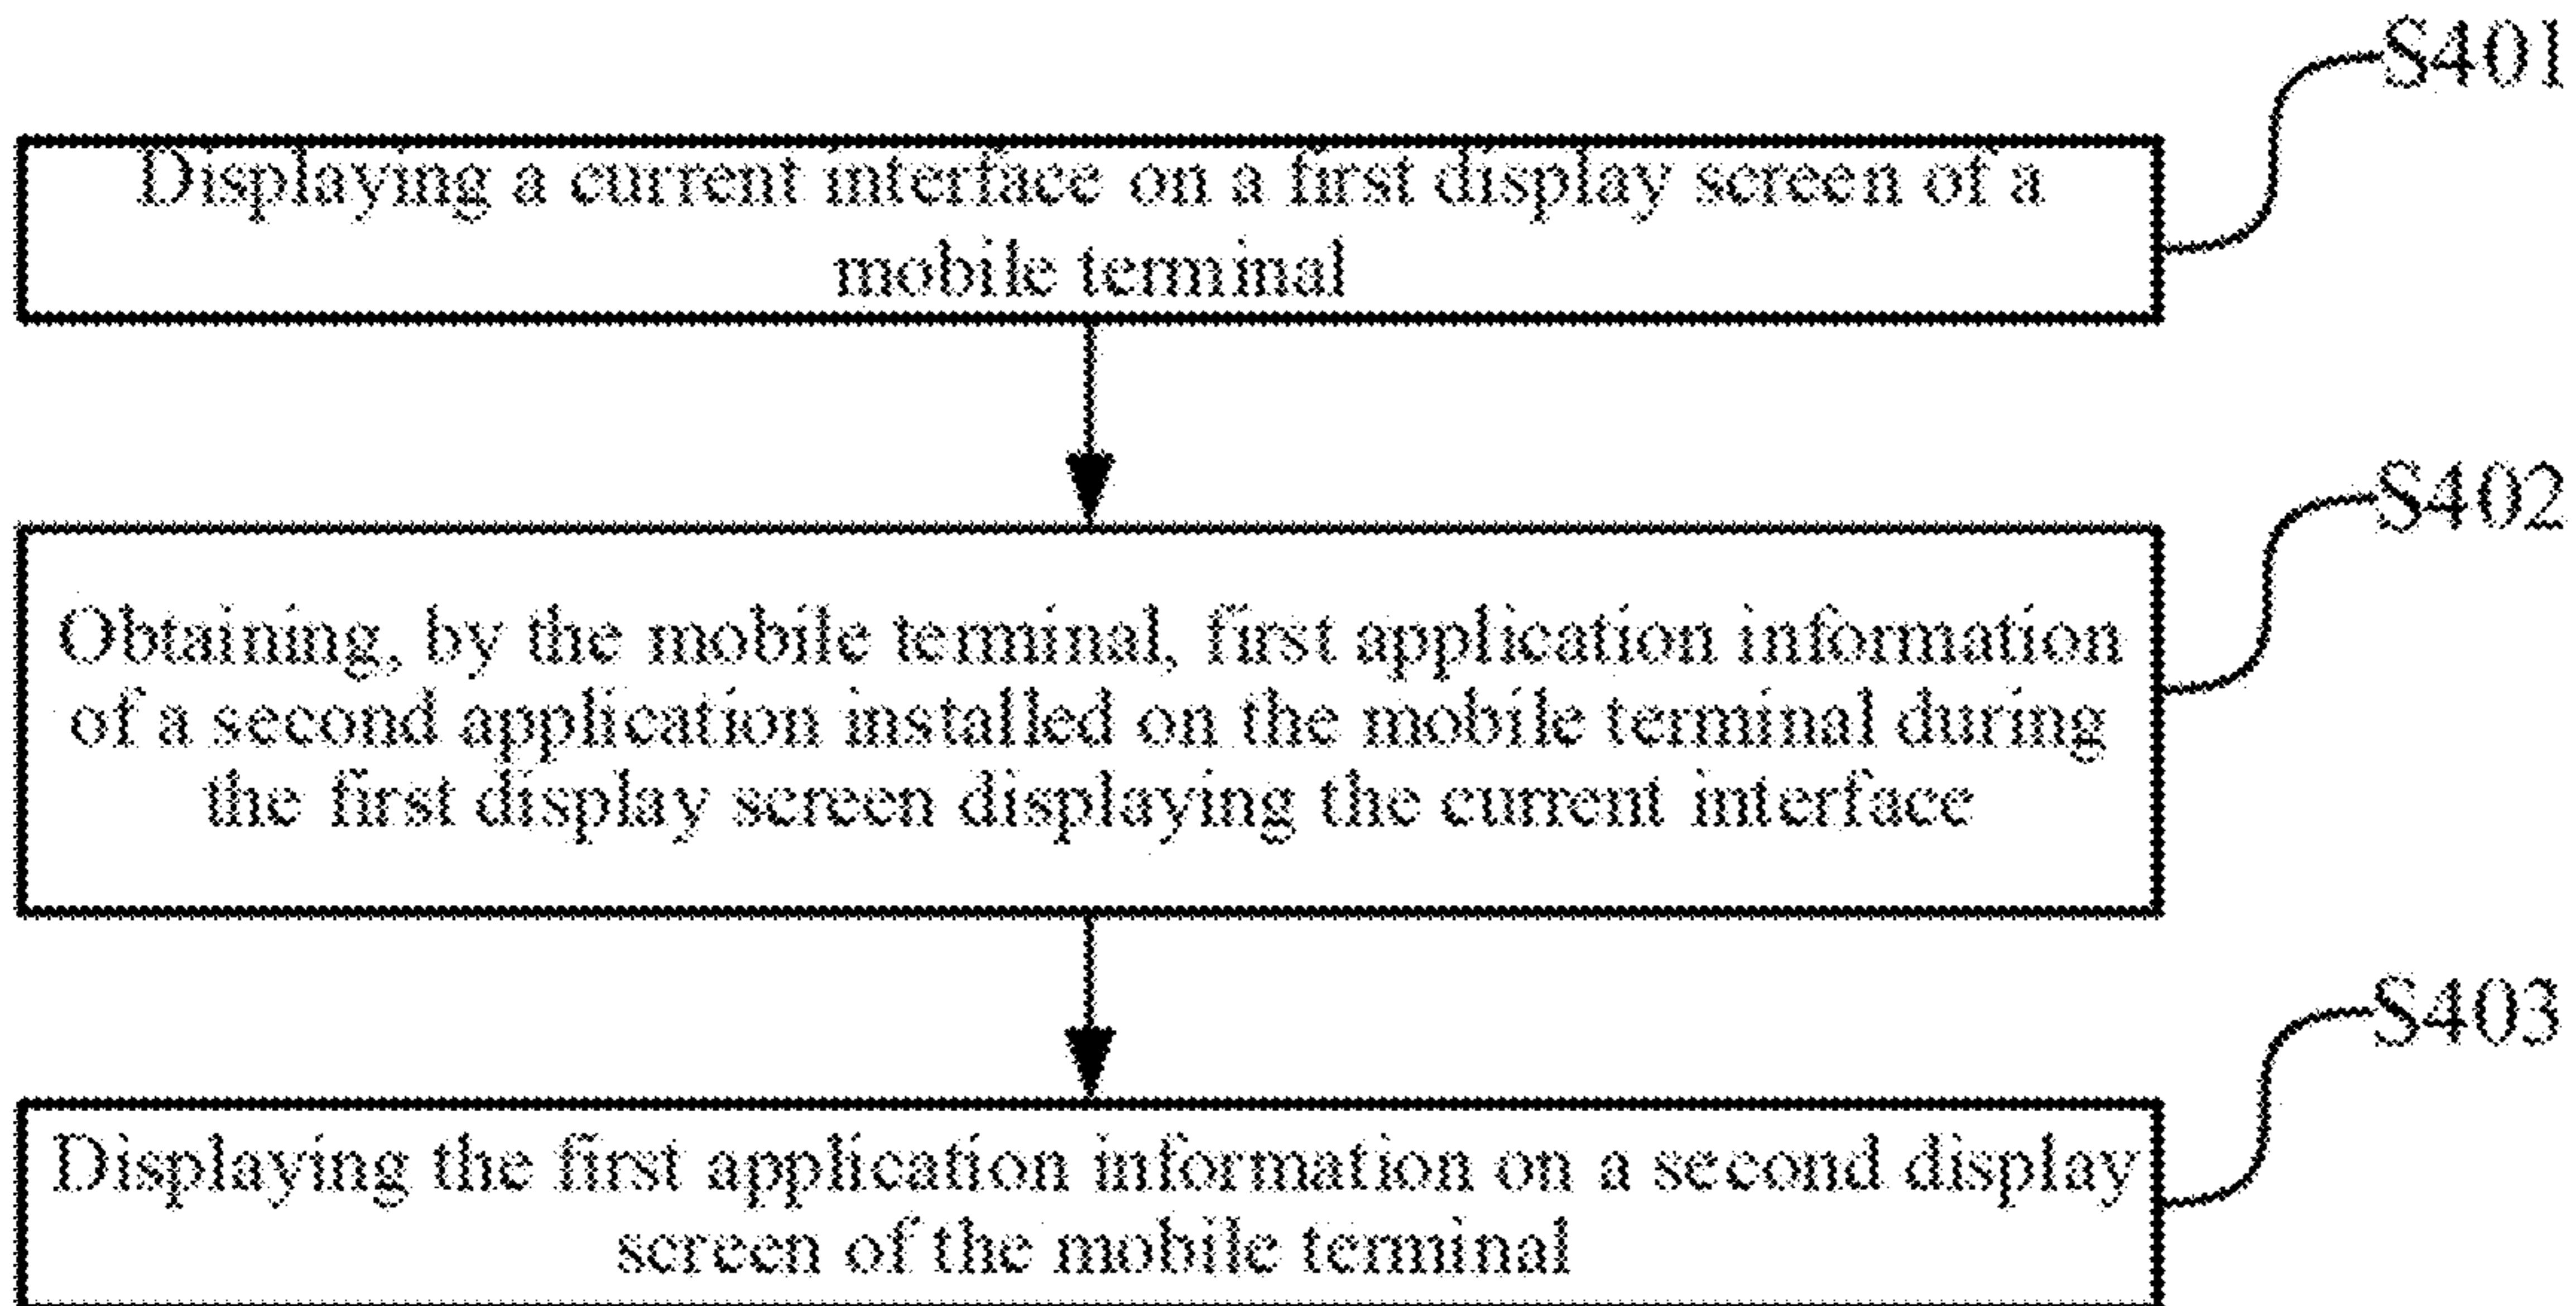 S401
Displaying a current interface on a first display screen of a
mobile terminal
S402
Obtaining, by the mobile terminal, first application information
of a second application installed on the mobile terminal during
the first display screen displaying the current interface
S403
Displaying the first application information on a second display
screen of the mobile terminal